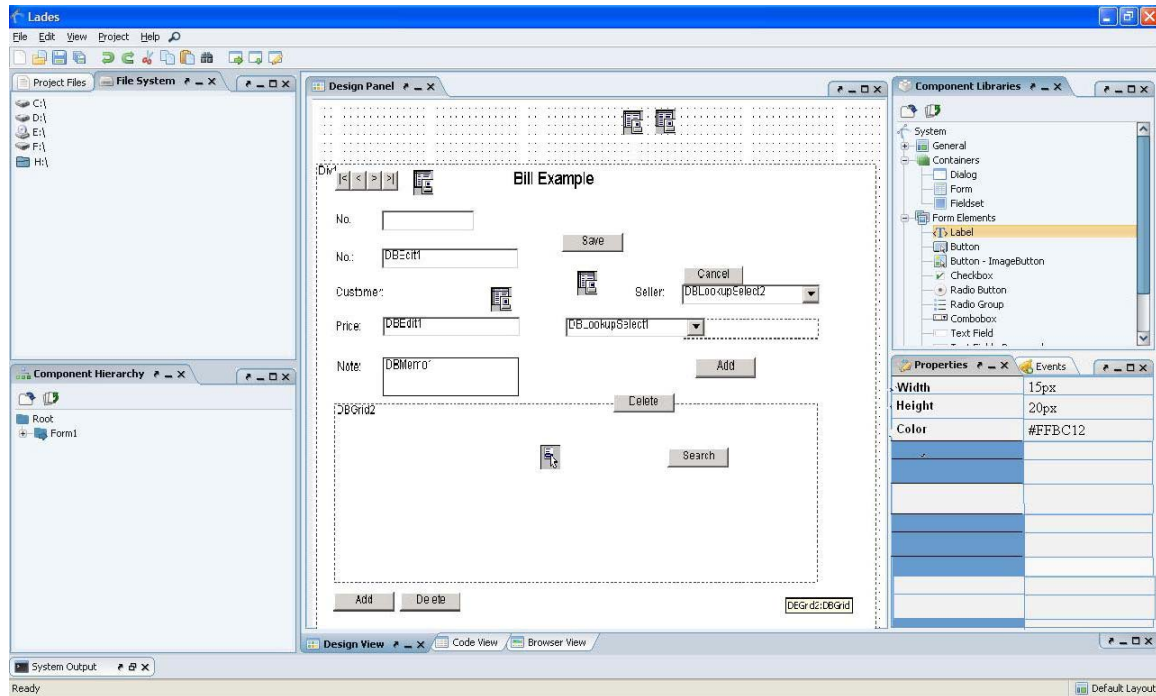 Lades
File Edit View Project Help
Project Files File System
C:\
D:\
E:\
F:\
H:\
Component Hierarchy
Root
Form1
Design Panel
Div1
|< < > >| Bill Example
No.
Save
No.: DBEdit1
Cancel
Customer: Seller: DBLookupSelect2
Price: DBEdit1 DBLookupSelect1
Note: DBMemo1 Add
Delete
DBGrid2
Search
Add Delete
DBGrid2:DBGrid
Design View Code View Browser View
Component Libraries
System
General
Containers
Dialog
Form
Fieldset
Form Elements
<T> Label
Button
Button - ImageButton
Checkbox
Radio Button
Radio Group
Combobox
Text Field
Properties Events
Width 15px
Height 20px
Color #FFBC12
System Output
Ready Default Layout